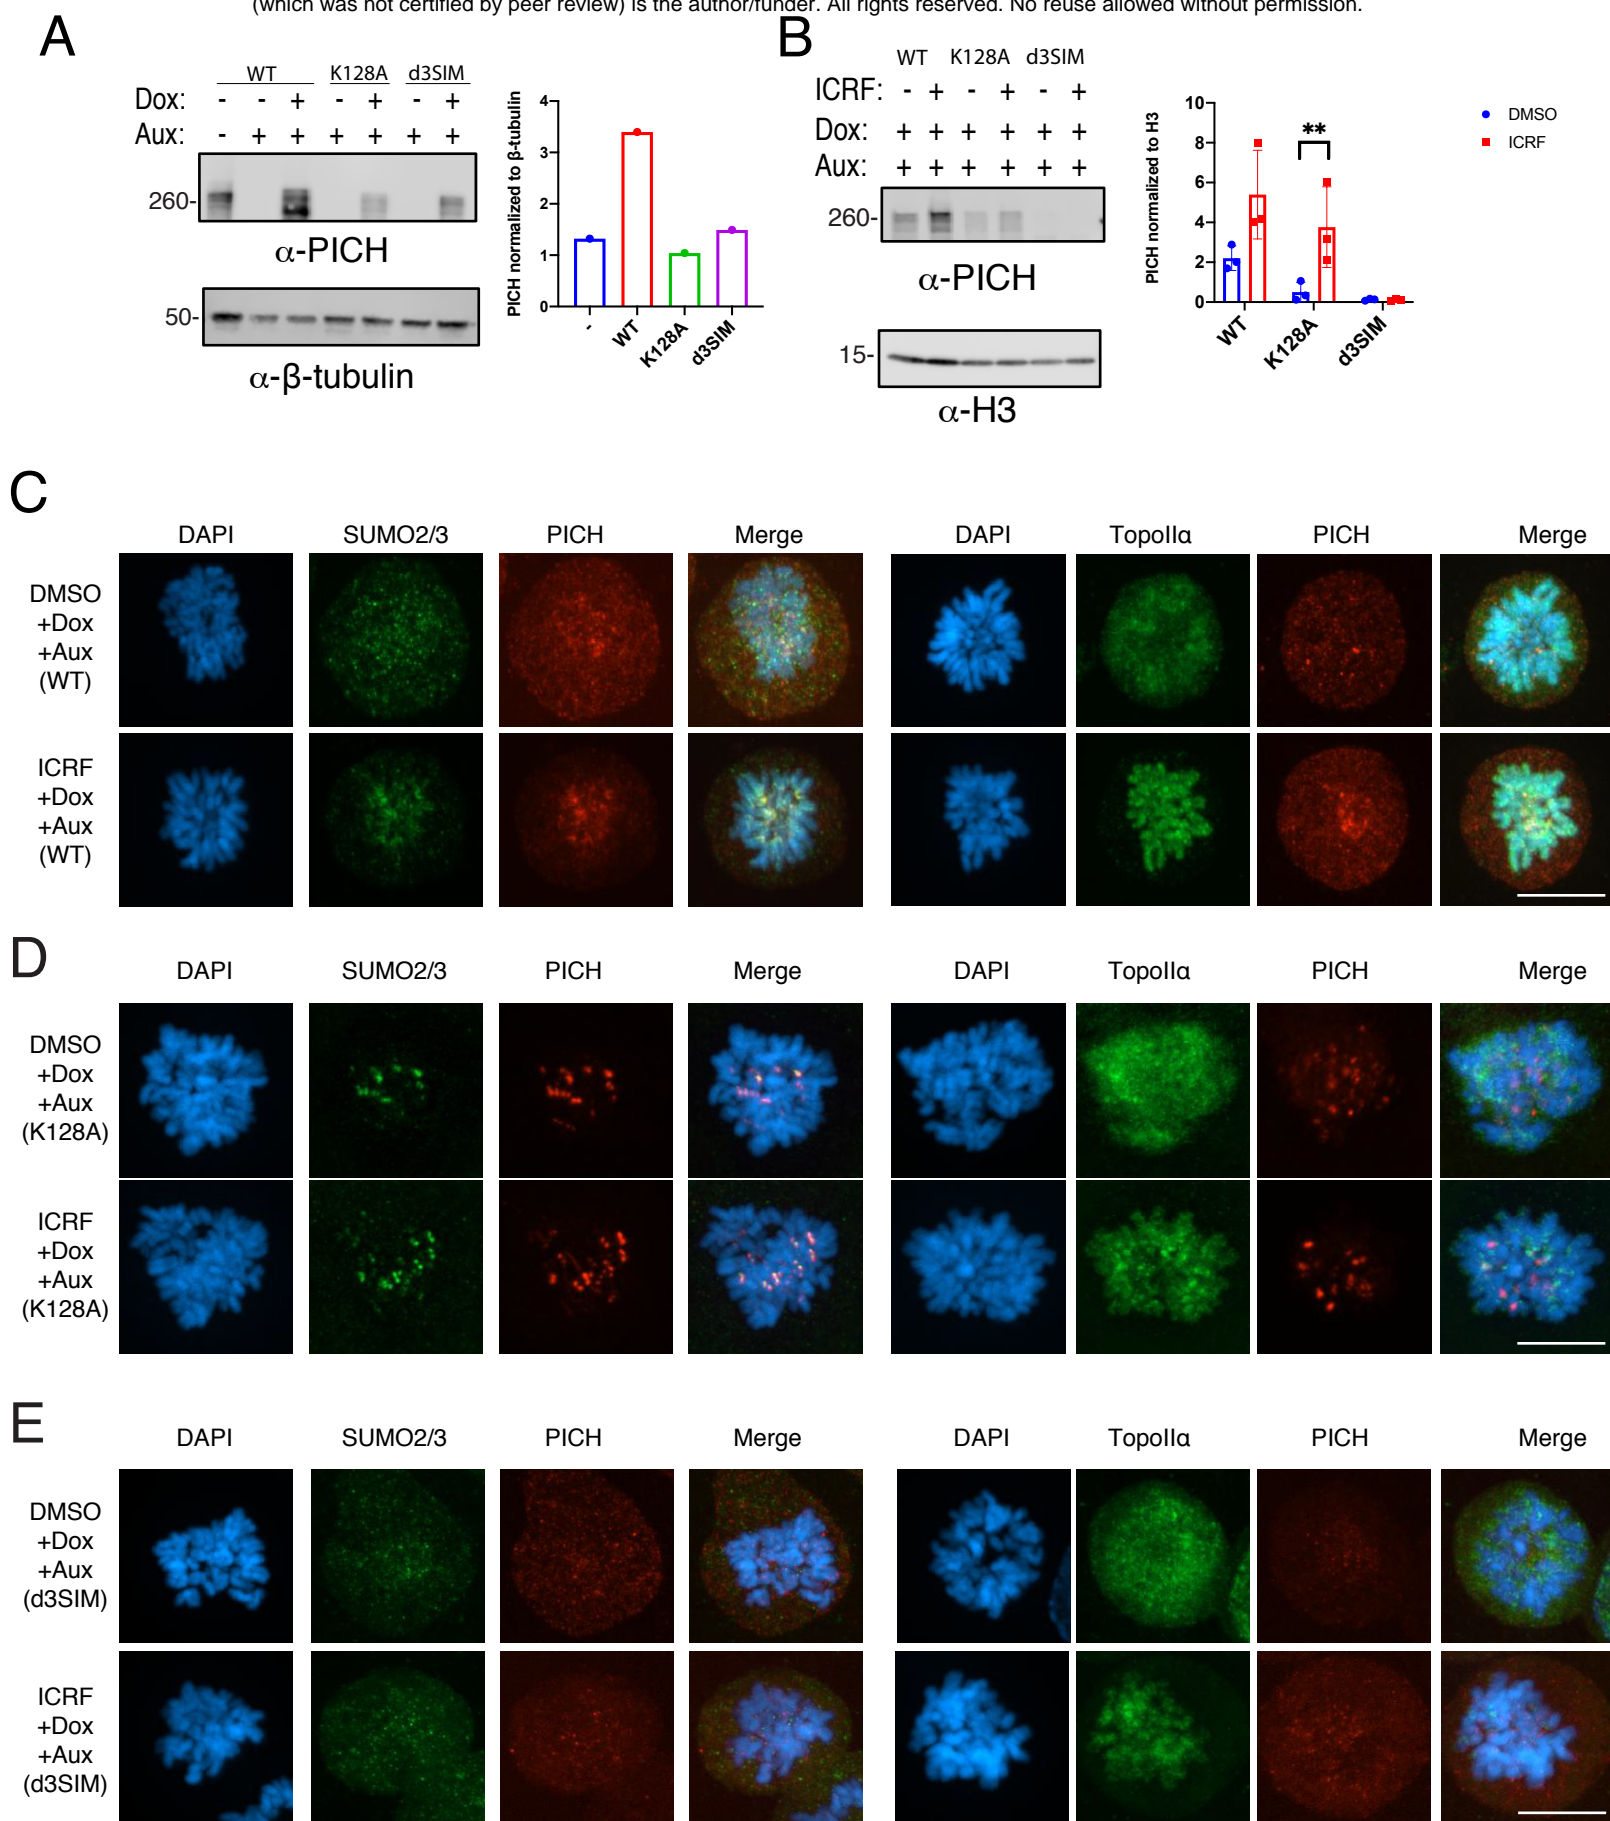 (which was not certified by peer review) is the author/funder. All rights reserved. No reuse allowed without permission.
A
WT K128A d3SIM
Dox: - - + - + - +
Aux: - + + + + + +
260-
α-PICH
50-
α-β-tubulin
PICH normalized to β-tubulin
4
3
2
1
0
- WT K128A d3SIM
B
WT K128A d3SIM
ICRF: - + - + - +
Dox: + + + + + +
Aux: + + + + + +
260-
α-PICH
15-
α-H3
PICH normalized to H3
10
8
6
4
2
0
**
WT K128A d3SIM
DMSO
ICRF
C
DAPI SUMO2/3 PICH Merge DAPI TopoIIα PICH Merge
DMSO
+Dox
+Aux
(WT)
ICRF
+Dox
+Aux
(WT)
D
DAPI SUMO2/3 PICH Merge DAPI TopoIIα PICH Merge
DMSO
+Dox
+Aux
(K128A)
ICRF
+Dox
+Aux
(K128A)
E
DAPI SUMO2/3 PICH Merge DAPI TopoIIα PICH Merge
DMSO
+Dox
+Aux
(d3SIM)
ICRF
+Dox
+Aux
(d3SIM)